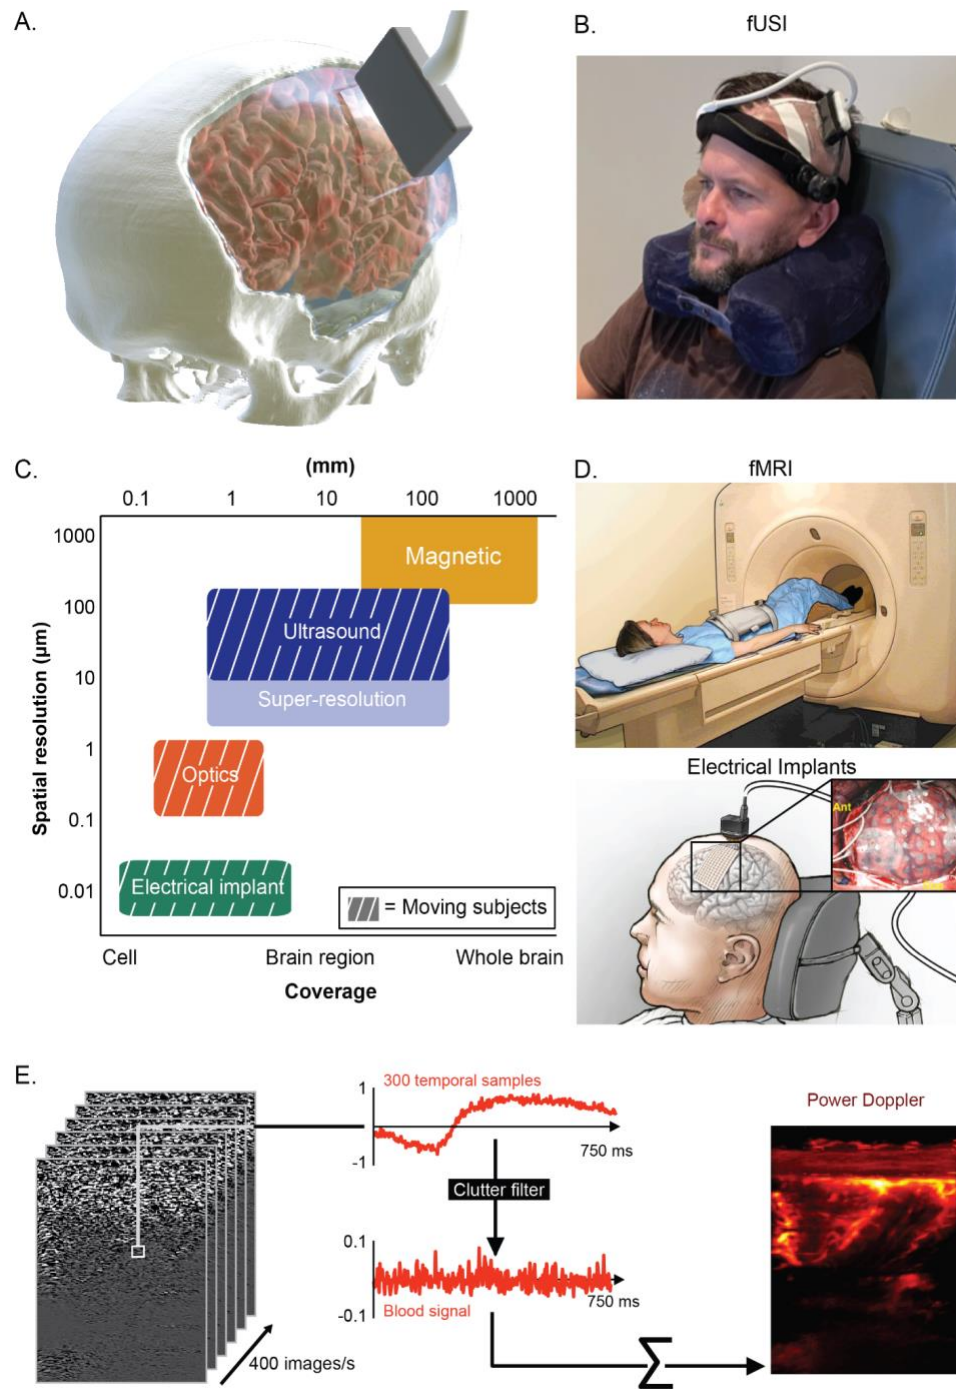 A.
B.
fUSI
C.
(mm)
0.1 1 10 100 1000
1000
100
10
1
0.1
0.01
Spatial resolution (µm)
Magnetic
Ultrasound
Super-resolution
Optics
Electrical implant
= Moving subjects
Cell Brain region Whole brain
Coverage
D.
fMRI
Electrical Implants
Ant
E.
400 images/s
300 temporal samples
1
-1
750 ms
Clutter filter
0.1
-0.1
750 ms
Blood signal
Σ
Power Doppler